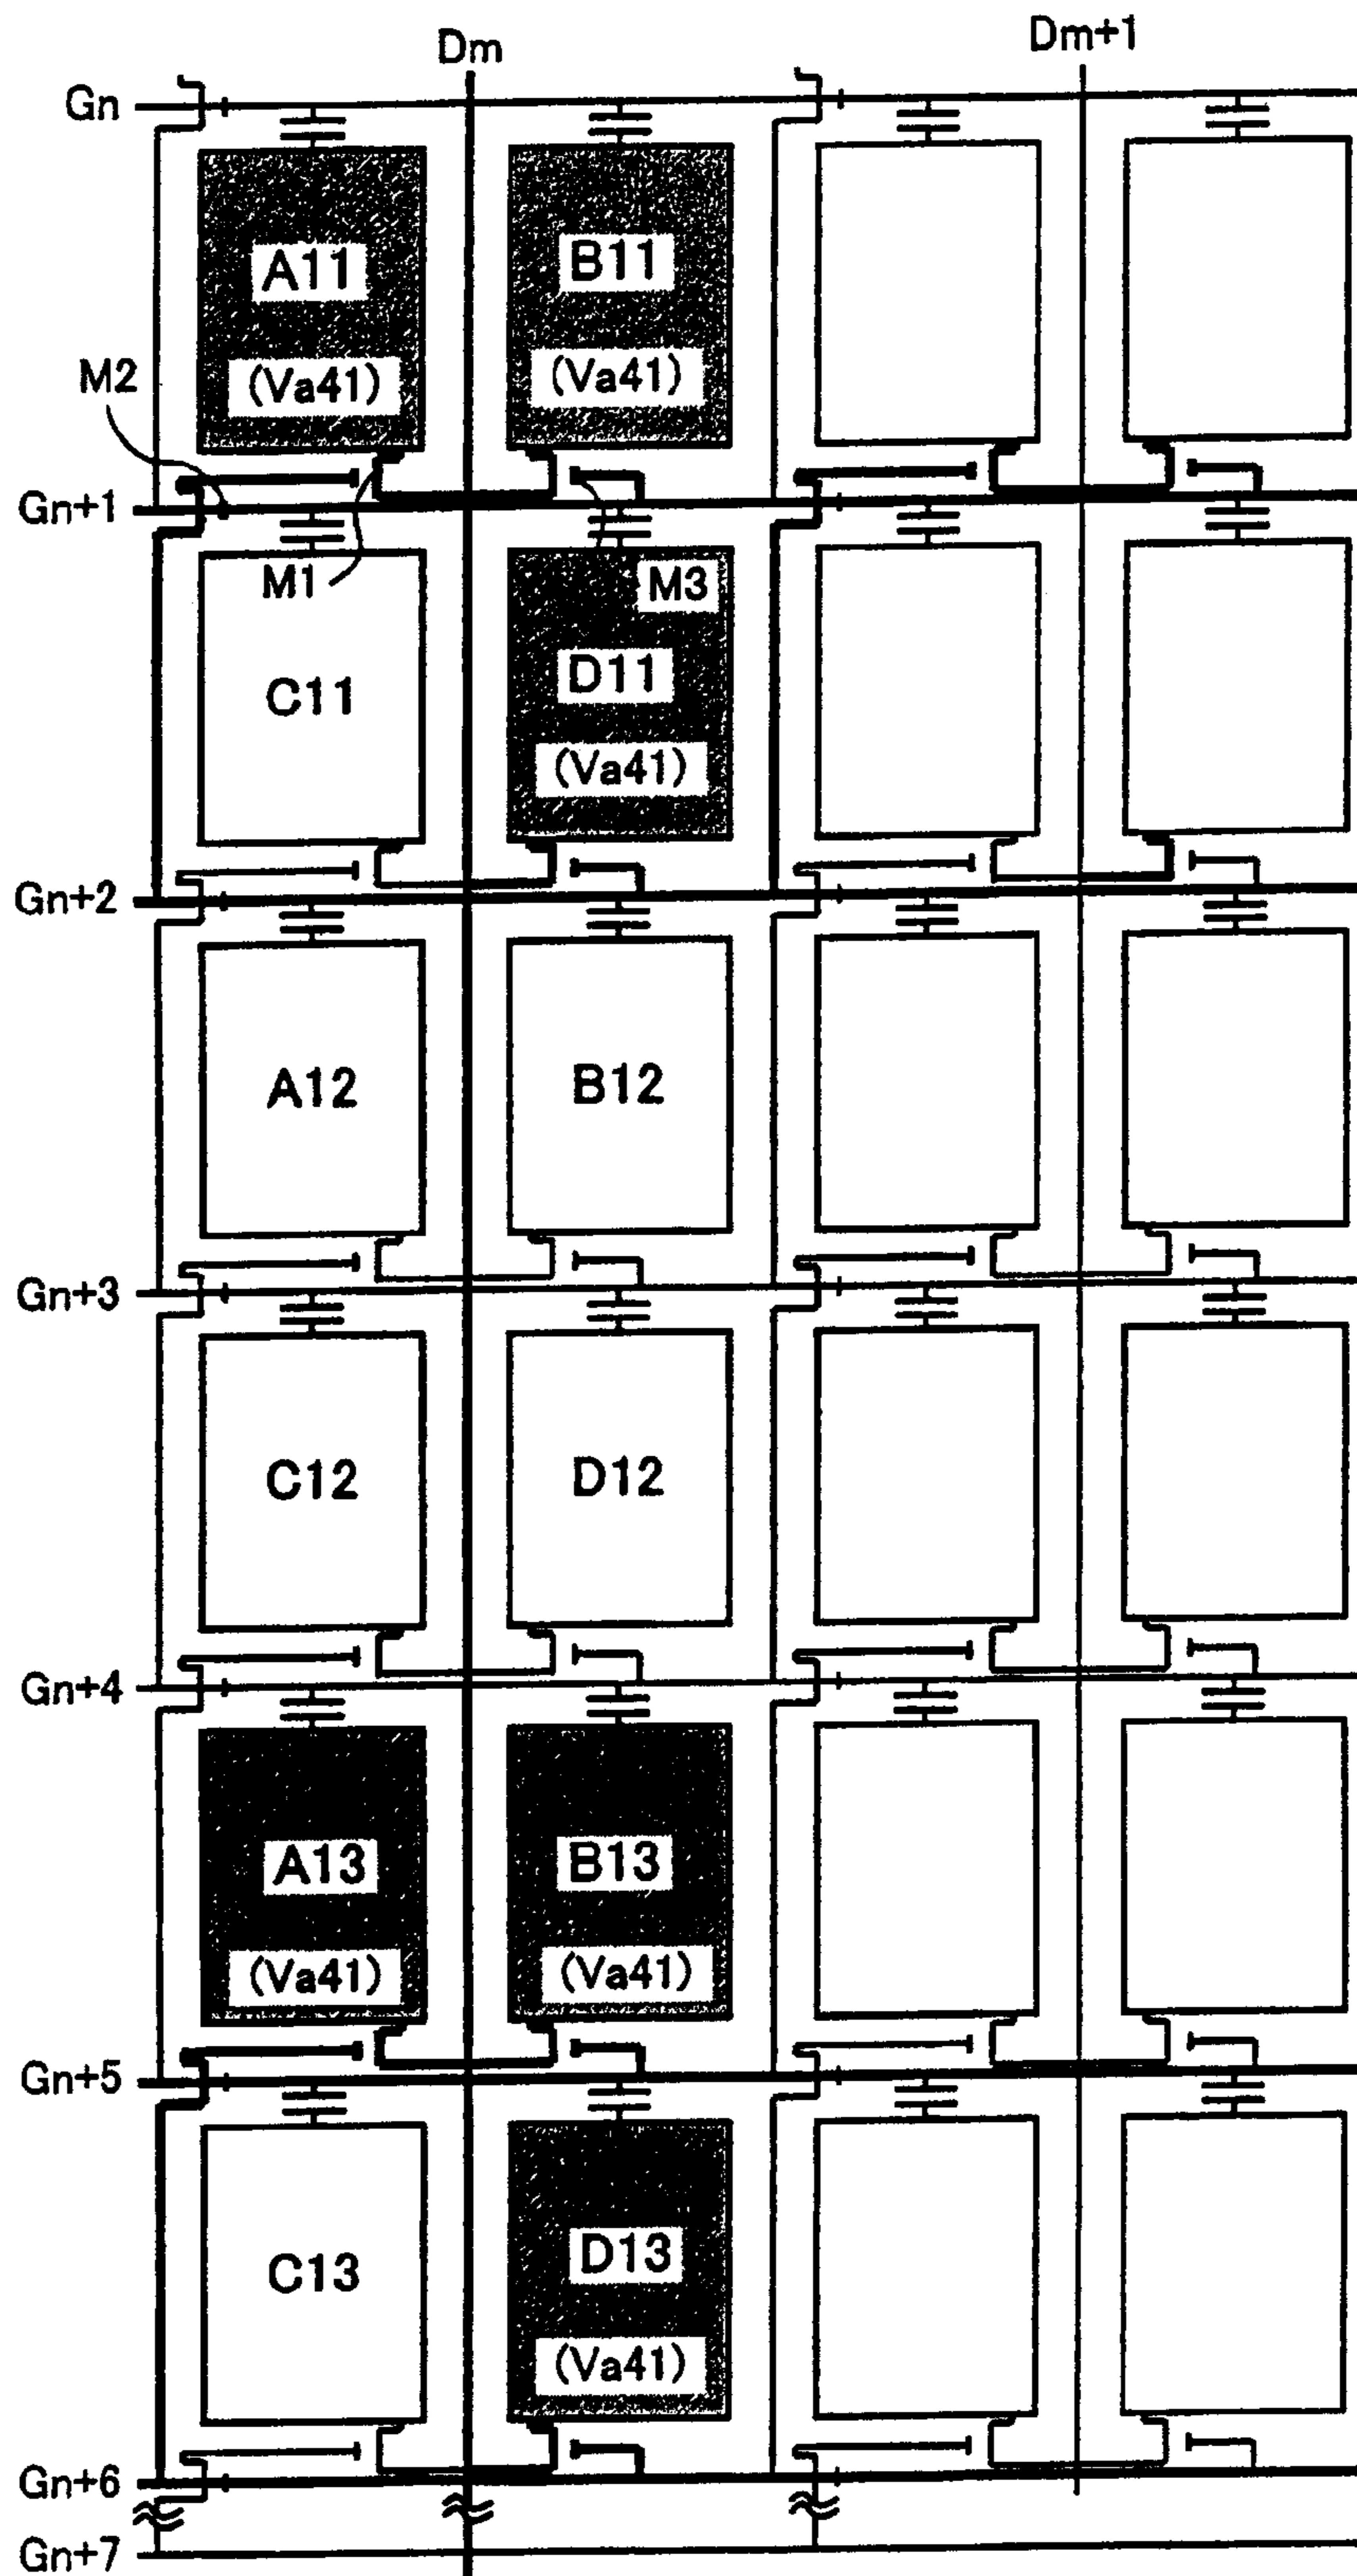 Dm
Dm+1
Gn
A11
B11
M2
(Va41)
(Va41)
Gn+1
M1
M3
C11
D11
(Va41)
Gn+2
A12
B12
Gn+3
C12
D12
Gn+4
A13
B13
(Va41)
(Va41)
Gn+5
C13
D13
(Va41)
Gn+6
Gn+7